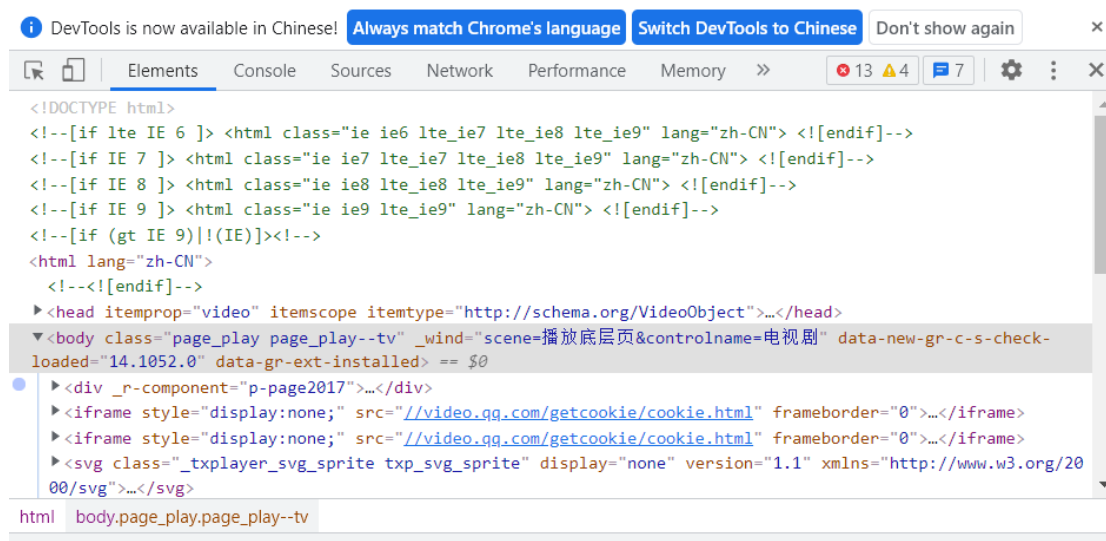 DevTools is now available in Chinese! Always match Chrome's language Switch DevTools to Chinese Don't show again
Elements Console Sources Network Performance Memory 13 4 7
<!DOCTYPE html>
<!--[if lte IE 6 ]> <html class="ie ie6 lte_ie7 lte_ie8 lte_ie9" lang="zh-CN"> <![endif]-->
<!--[if IE 7 ]> <html class="ie ie7 lte_ie7 lte_ie8 lte_ie9" lang="zh-CN"> <![endif]-->
<!--[if IE 8 ]> <html class="ie ie8 lte_ie8 lte_ie9" lang="zh-CN"> <![endif]-->
<!--[if IE 9 ]> <html class="ie ie9 lte_ie9" lang="zh-CN"> <![endif]-->
<!--[if (gt IE 9)|!(IE)]><!-->
<html lang="zh-CN">
<!--<![endif]-->
<head itemprop="video" itemscope itemtype="http://schema.org/VideoObject">…</head>
<body class="page_play page_play--tv" _wind="scene=播放底层页&controlname=电视剧" data-new-gr-c-s-check-
loaded="14.1052.0" data-gr-ext-installed> == $0
<div _r-component="p-page2017">…</div>
<iframe style="display:none;" src="//video.qq.com/getcookie/cookie.html" frameborder="0">…</iframe>
<iframe style="display:none;" src="//video.qq.com/getcookie/cookie.html" frameborder="0">…</iframe>
<svg class="_txplayer_svg_sprite txp_svg_sprite" display="none" version="1.1" xmlns="http://www.w3.org/20
00/svg">…</svg>
html body.page_play.page_play--tv